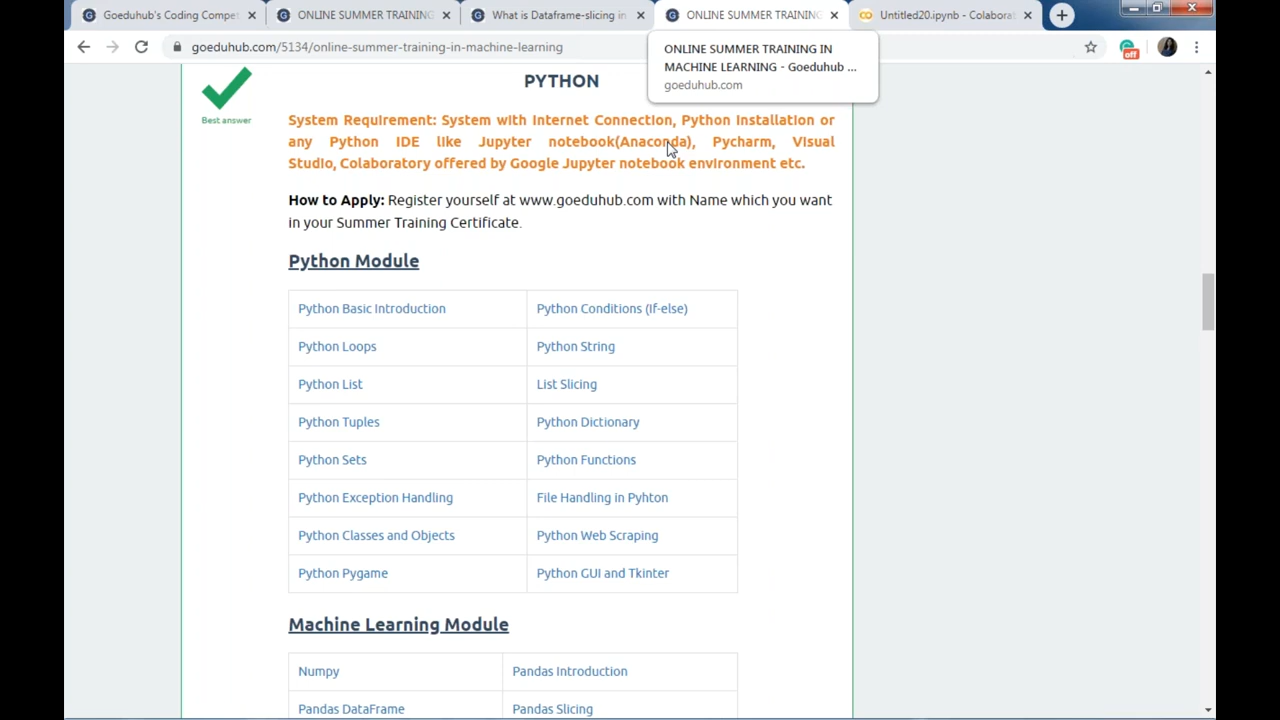 Goeduhub's Coding Compet
ONLINE SUMMER TRAINING
What is Dataframe-slicing in
ONLINE SUMMER TRAINING
Untitled20.ipynb - Colaborat
goeduhub.com/5134/online-summer-training-in-machine-learning
off
ONLINE SUMMER TRAINING IN
MACHINE LEARNING - Goeduhub ...
goeduhub.com
Best answer
PYTHON
System Requirement: System with Internet Connection, Python Installation or
any Python IDE like Jupyter notebook(Anaconda), Pycharm, Visual
Studio, Colaboratory offered by Google Jupyter notebook environment etc.
How to Apply: Register yourself at www.goeduhub.com with Name which you want
in your Summer Training Certificate.
Python Module
Python Basic Introduction Python Conditions (If-else)
Python Loops Python String
Python List List Slicing
Python Tuples Python Dictionary
Python Sets Python Functions
Python Exception Handling File Handling in Pyhton
Python Classes and Objects Python Web Scraping
Python Pygame Python GUI and Tkinter
Machine Learning Module
Numpy Pandas Introduction
Pandas DataFrame Pandas Slicing